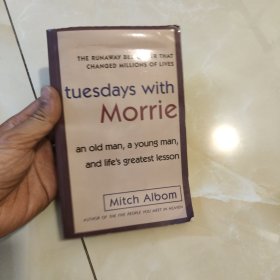 THE RUNAWAY BESTSELLER THAT
CHANGED MILLIONS OF LIVES
tuesdays with
Morrie
an old man, a young man,
and life's greatest lesson
Mitch Albom
AUTHOR OF THE FIVE PEOPLE YOU MEET IN HEAVEN